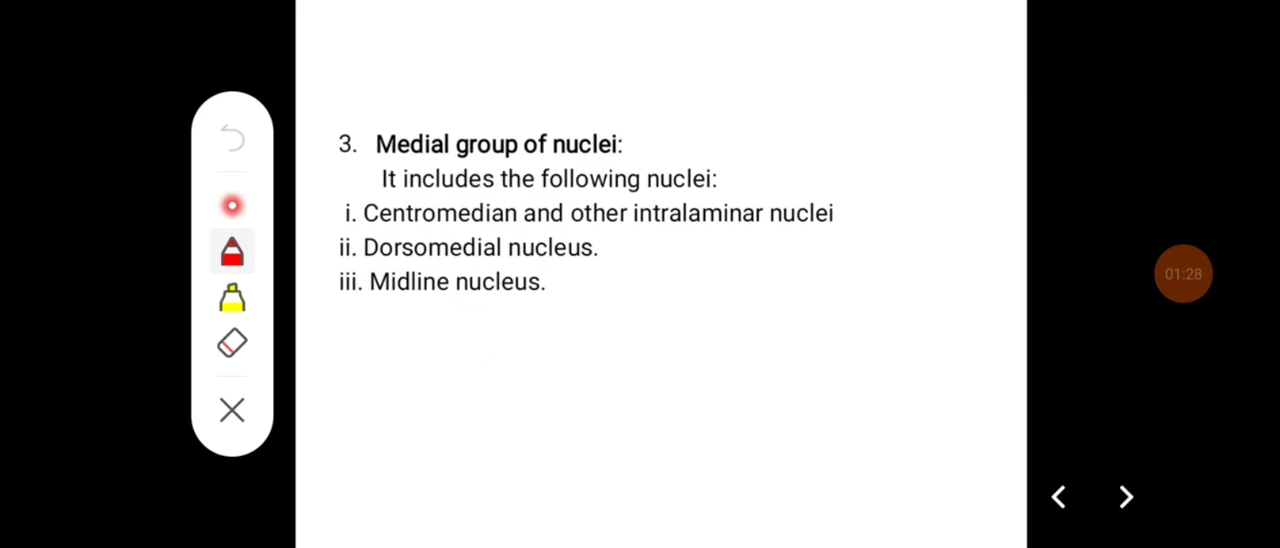 3. Medial group of nuclei:
It includes the following nuclei:
i. Centromedian and other intralaminar nuclei
ii. Dorsomedial nucleus.
iii. Midline nucleus.
01:28